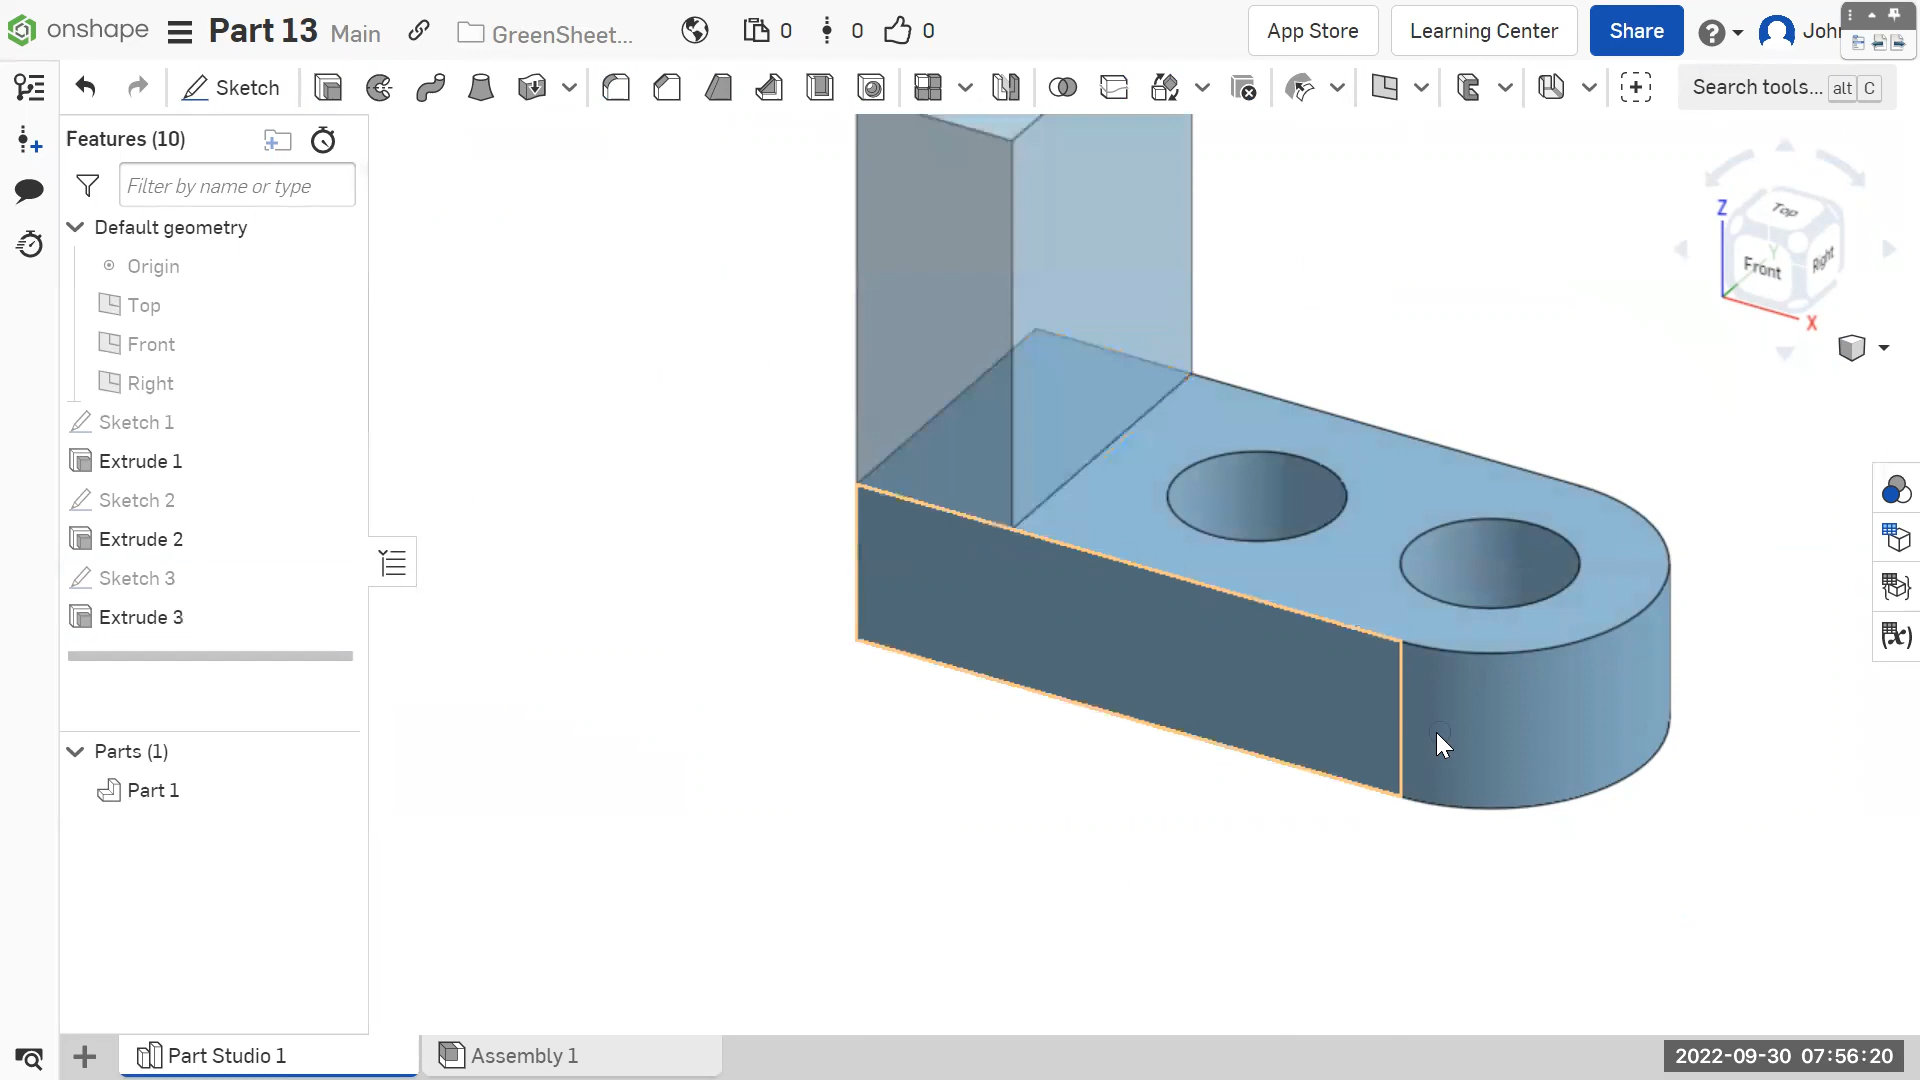 onshape
Part 13 Main
GreenSheet...
0
0
0
App Store
Learning Center
Share
Sketch
Search tools... alt C
Features (10)
Filter by name or type
Default geometry
Origin
Top
Front
Right
Sketch 1
Extrude 1
Sketch 2
Extrude 2
Sketch 3
Extrude 3
Parts (1)
Part 1
Z
Top
Y
Front
Right
X
(x)
Part Studio 1
Assembly 1
2022-09-30 07:56:20